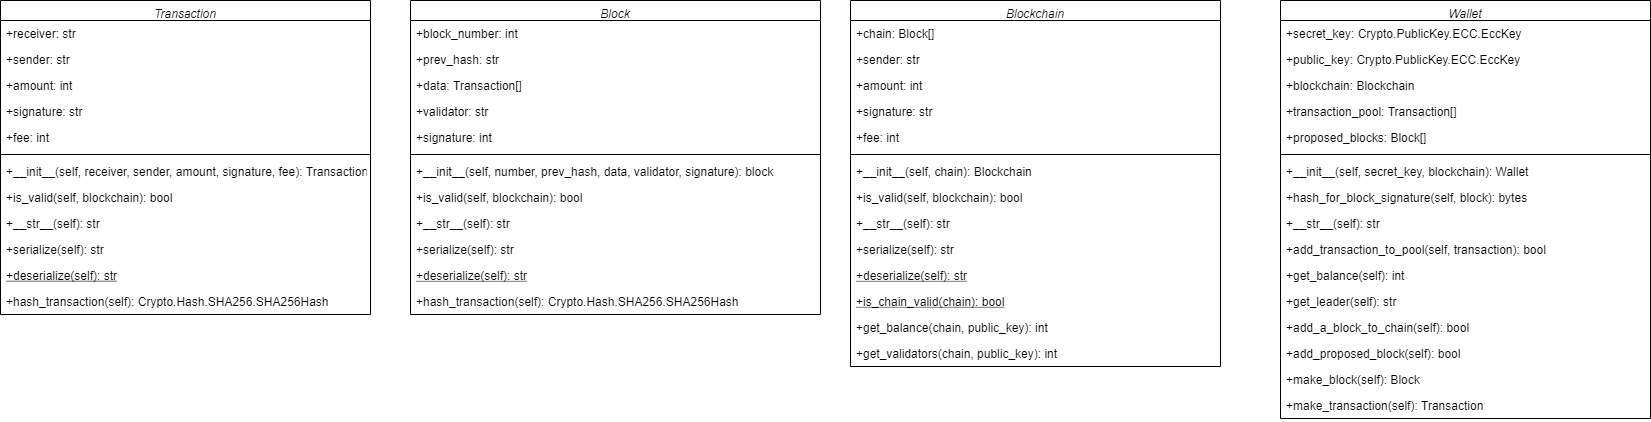 Transaction
+receiver: str
+sender: str
+amount: int
+signature: str
+fee: int
+__init__(self, receiver, sender, amount, signature, fee): Transaction
+is_valid(self, blockchain): bool
+__str__(self): str
+serialize(self): str
+deserialize(self): str
+hash_transaction(self): Crypto.Hash.SHA256.SHA256Hash
Block
+block_number: int
+prev_hash: str
+data: Transaction[]
+validator: str
+signature: int
+__init__(self, number, prev_hash, data, validator, signature): block
+is_valid(self, blockchain): bool
+__str__(self): str
+serialize(self): str
+deserialize(self): str
+hash_transaction(self): Crypto.Hash.SHA256.SHA256Hash
Blockchain
+chain: Block[]
+sender: str
+amount: int
+signature: str
+fee: int
+__init__(self, chain): Blockchain
+is_valid(self, blockchain): bool
+__str__(self): str
+serialize(self): str
+deserialize(self): str
+is_chain_valid(chain): bool
+get_balance(chain, public_key): int
+get_validators(chain, public_key): int
Wallet
+secret_key: Crypto.PublicKey.ECC.EccKey
+public_key: Crypto.PublicKey.ECC.EccKey
+blockchain: Blockchain
+transaction_pool: Transaction[]
+proposed_blocks: Block[]
+__init__(self, secret_key, blockchain): Wallet
+hash_for_block_signature(self, block): bytes
+__str__(self): str
+add_transaction_to_pool(self, transaction): bool
+get_balance(self): int
+get_leader(self): str
+add_a_block_to_chain(self): bool
+add_proposed_block(self): bool
+make_block(self): Block
+make_transaction(self): Transaction